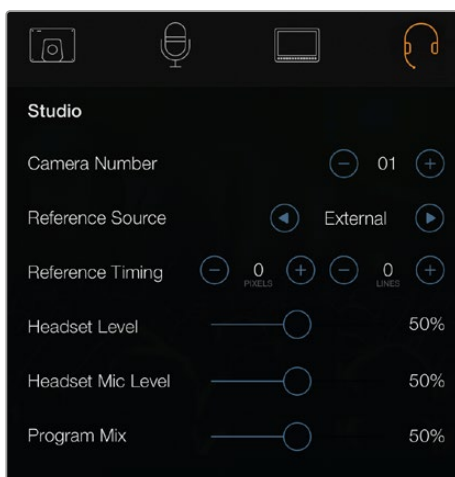 Studio
Camera Number − 01 +
Reference Source External
Reference Timing − 0 PIXELS + − 0 LINES +
Headset Level 50%
Headset Mic Level 50%
Program Mix 50%